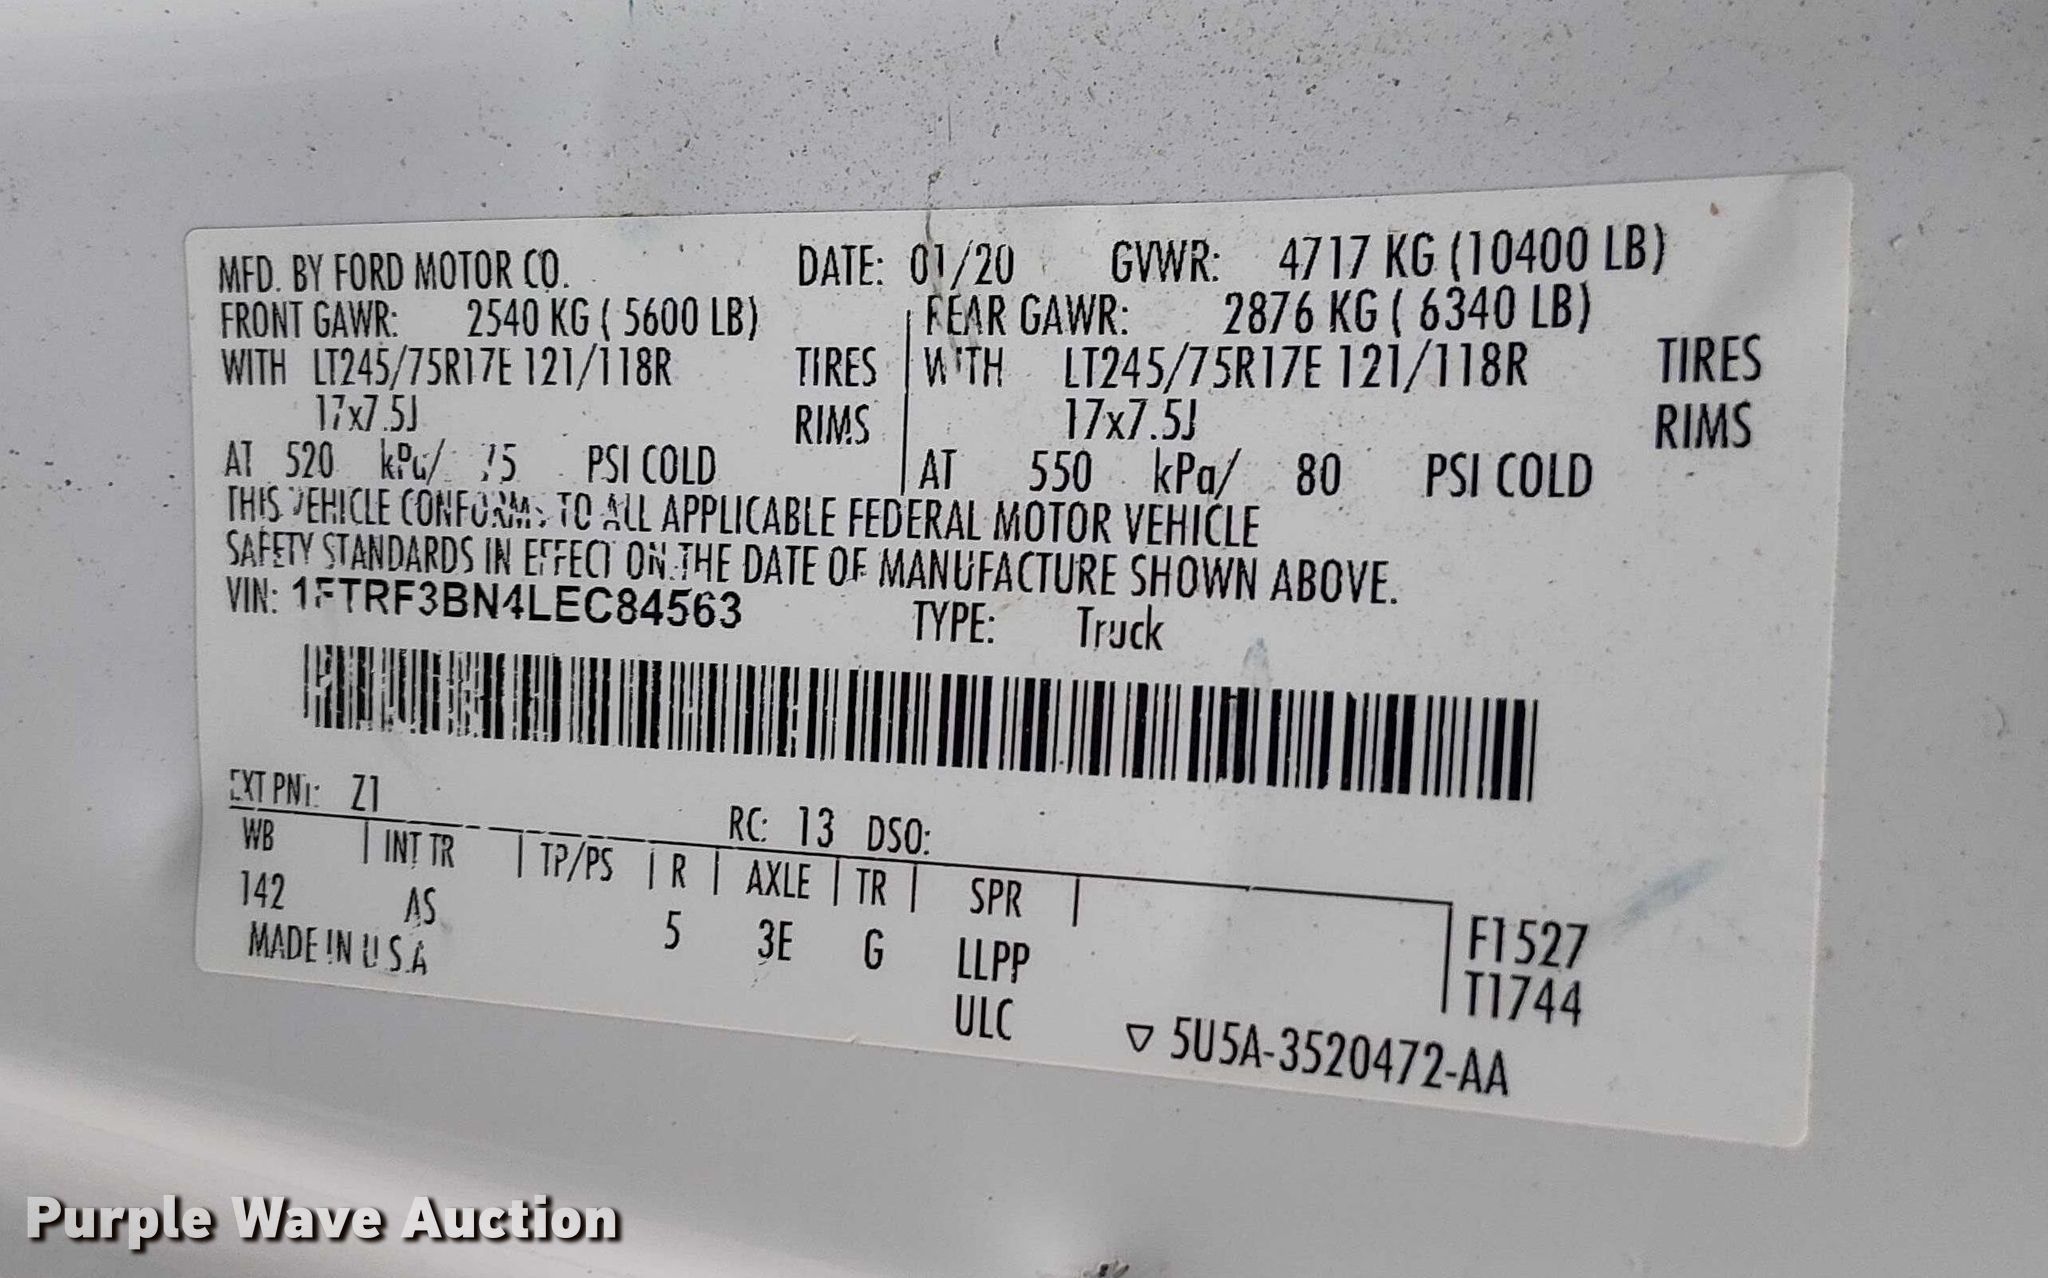 MFD. BY FORD MOTOR CO. DATE: 01/20 GVWR: 4717 KG (10400 LB)
FRONT GAWR: 2540 KG ( 5600 LB) REAR GAWR: 2876 KG ( 6340 LB)
WITH LT245/75R17E 121/118R TIRES WITH LT245/75R17E 121/118R TIRES
17x7.5J RIMS 17x7.5J RIMS
AT 520 kPa/ 75 PSI COLD AT 550 kPa/ 80 PSI COLD
THIS VEHICLE CONFORMS TO ALL APPLICABLE FEDERAL MOTOR VEHICLE
SAFETY STANDARDS IN EFFECT ON THE DATE OF MANUFACTURE SHOWN ABOVE.
VIN: 1FTRF3BN4LEC84563 TYPE: Truck
EXT PNT: Z1 RC: 13 DSO:
WB INT TR TP/PS R AXLE TR SPR
142 AS 5 3E G LLPP
ULC
F1527
T1744
MADE IN U.S.A
▽ 5U5A-3520472-AA
Purple Wave Auction